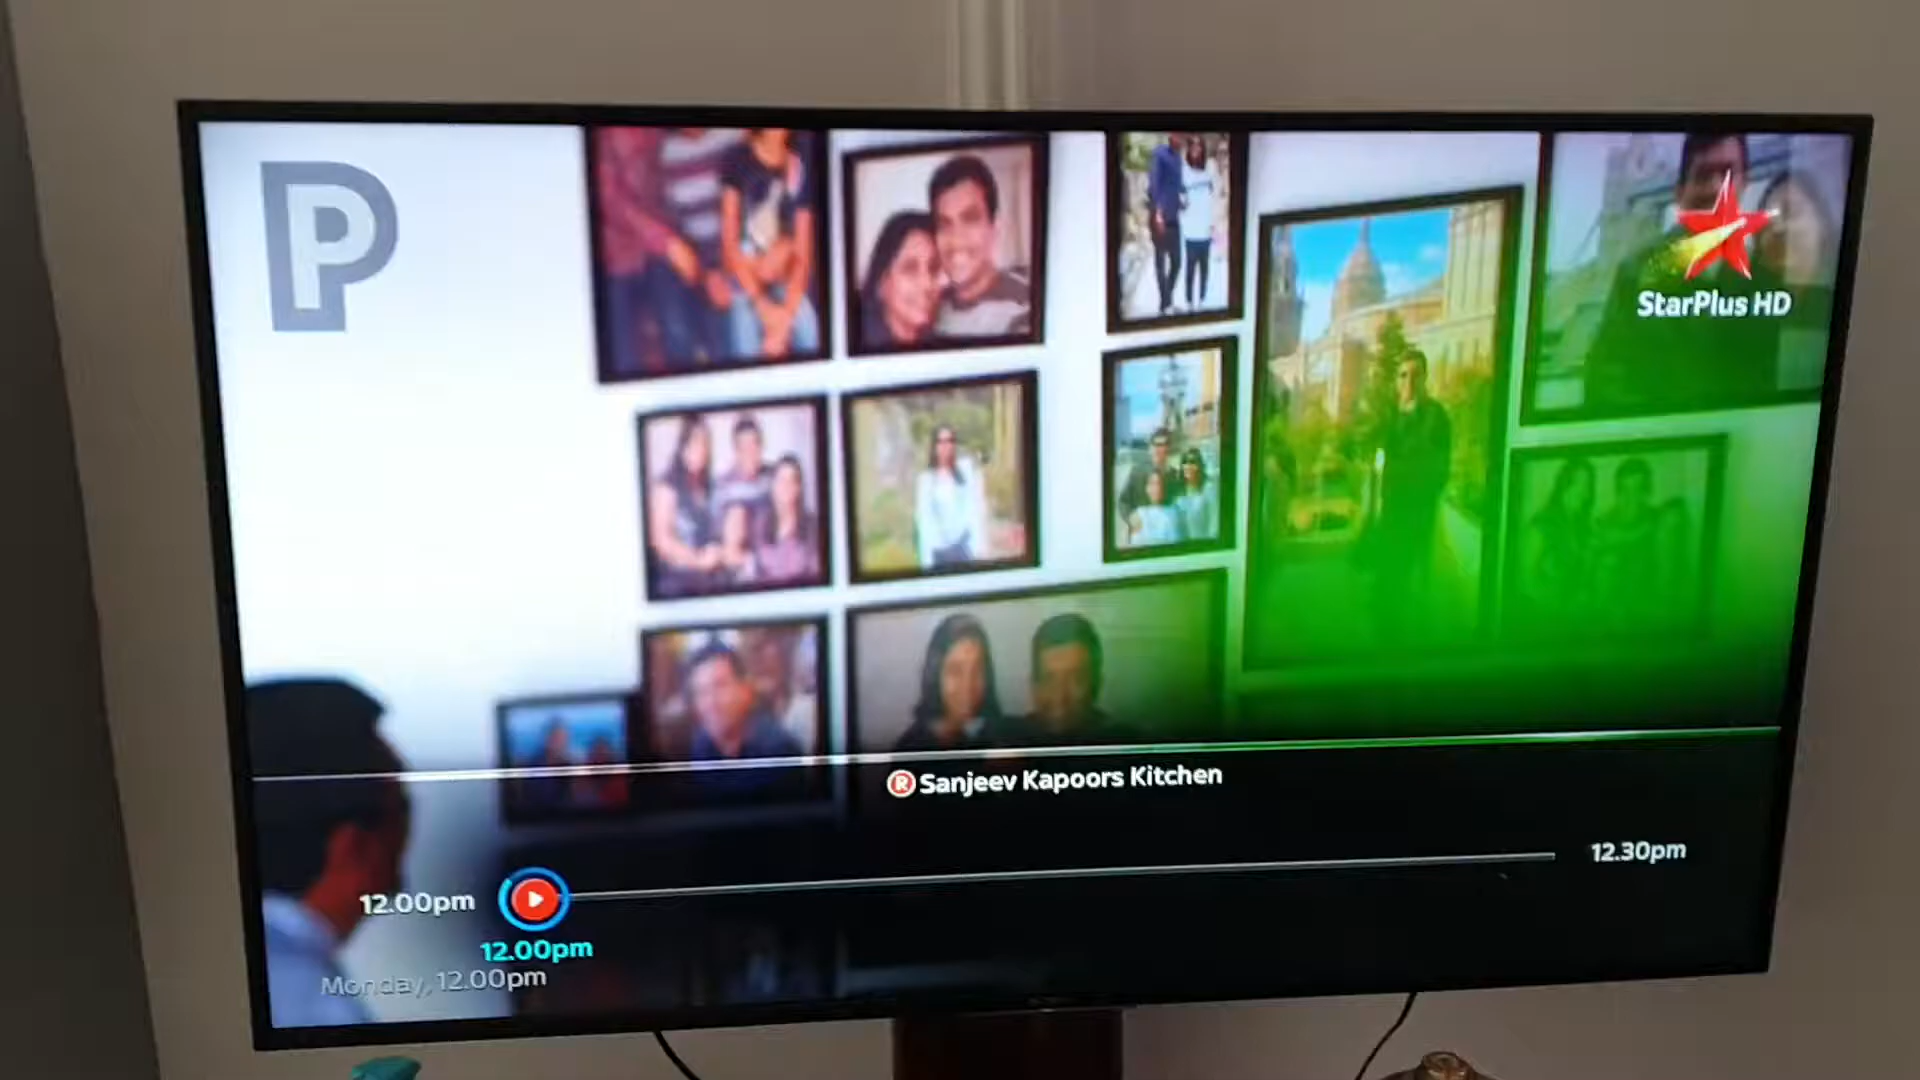 P
StarPlus HD
R Sanjeev Kapoors Kitchen
12.00pm
12.30pm
12.00pm
Monday, 12.00pm